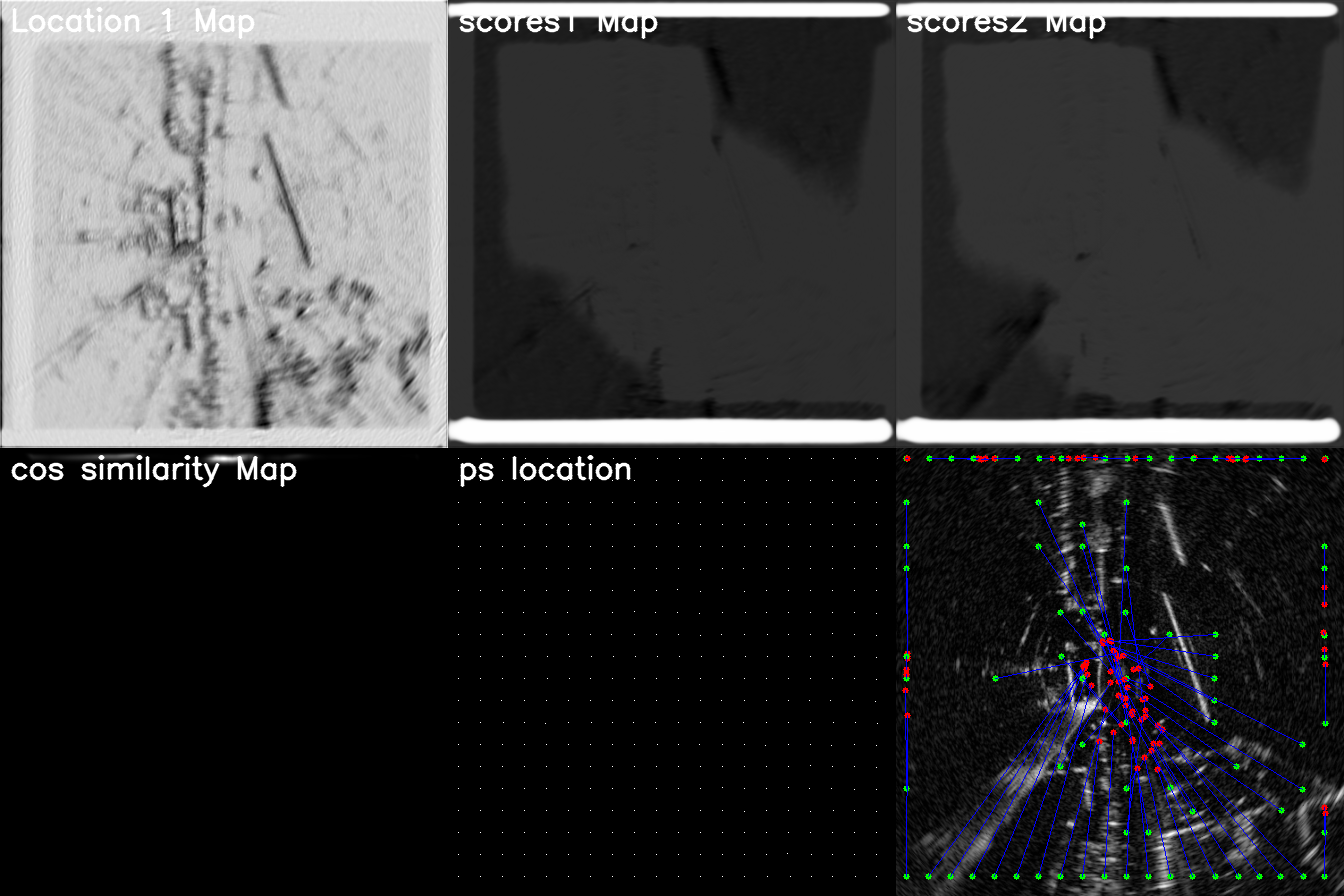 Location 1 Map
scores1 Map
scores2 Map
cos similarity Map
ps location